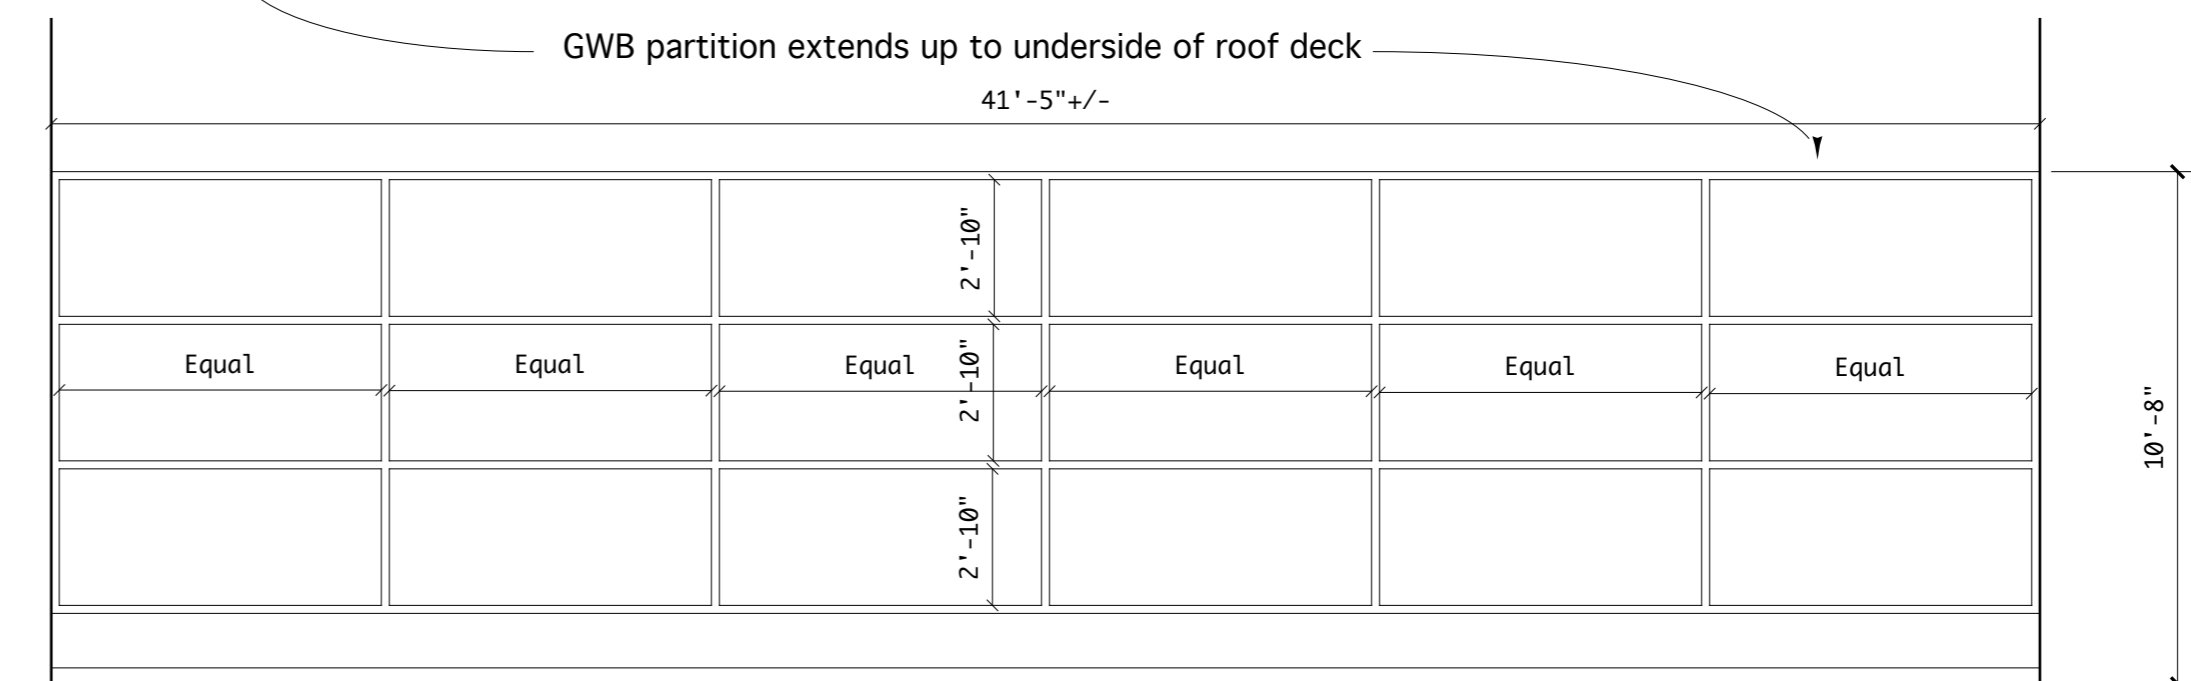 GWB partition extends up to underside of roof deck
41'-5"+/-
2'-10"
Equal
Equal
Equal
2'-10"
Equal
Equal
Equal
10'-8"
2'-10"